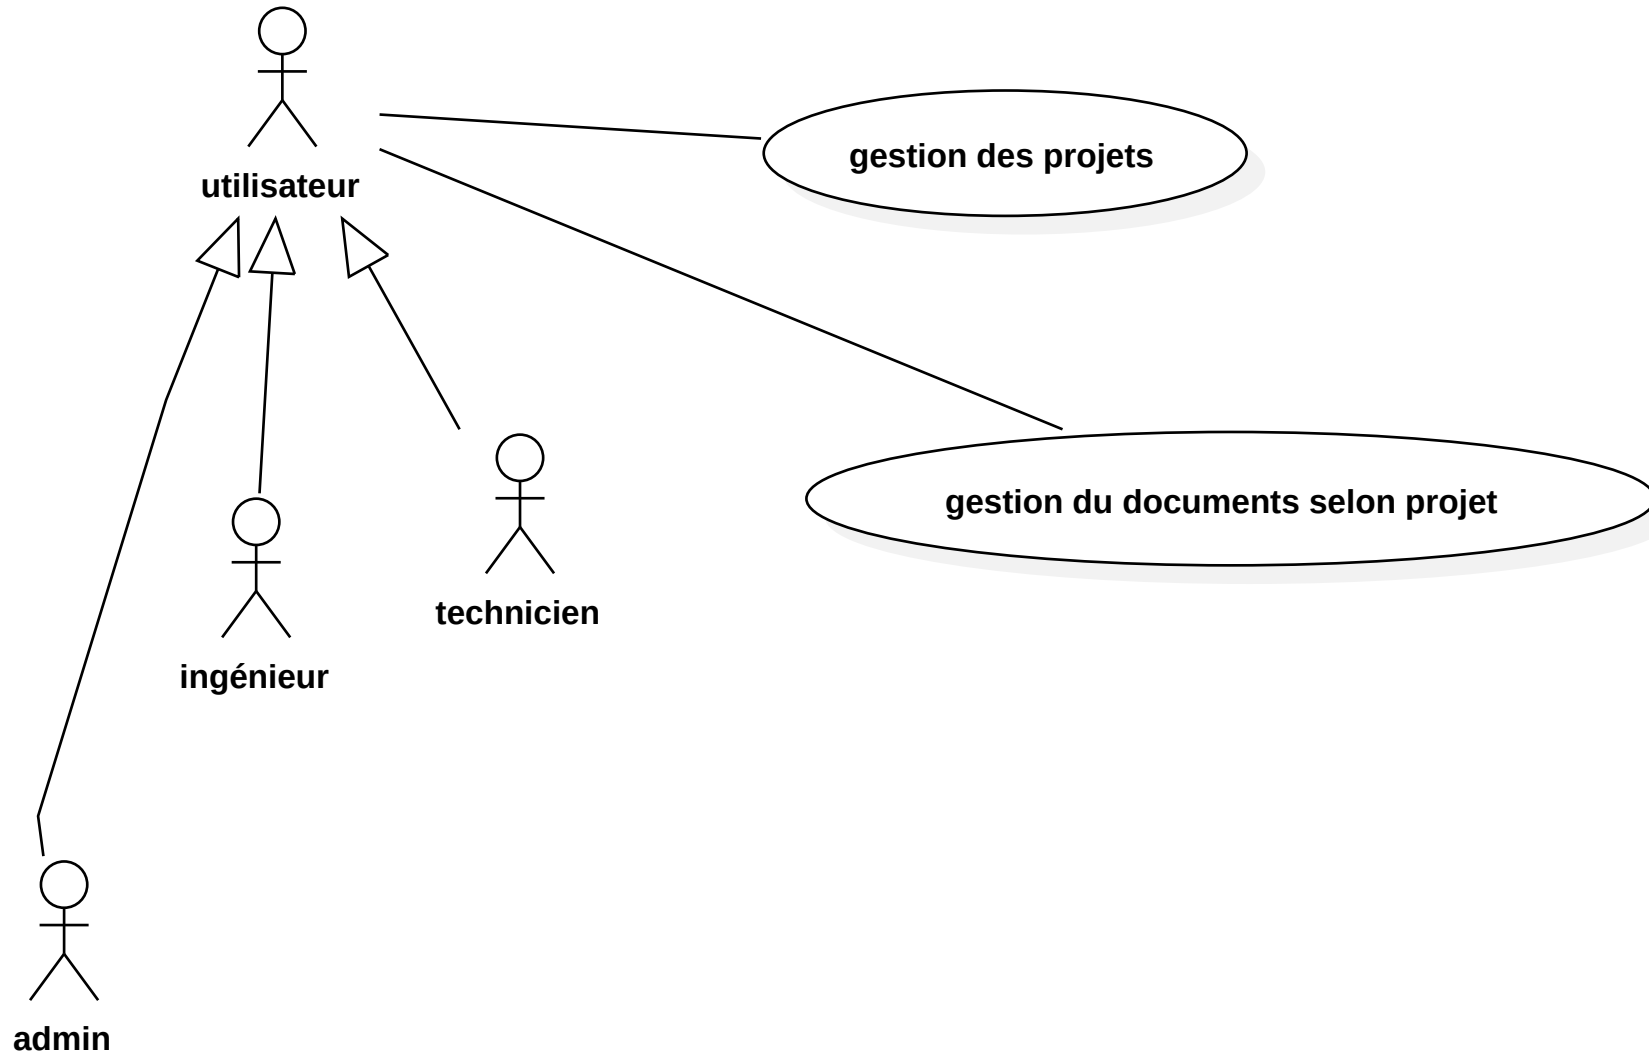 utilisateur
gestion des projets
gestion du documents selon projet
technicien
ingénieur
admin